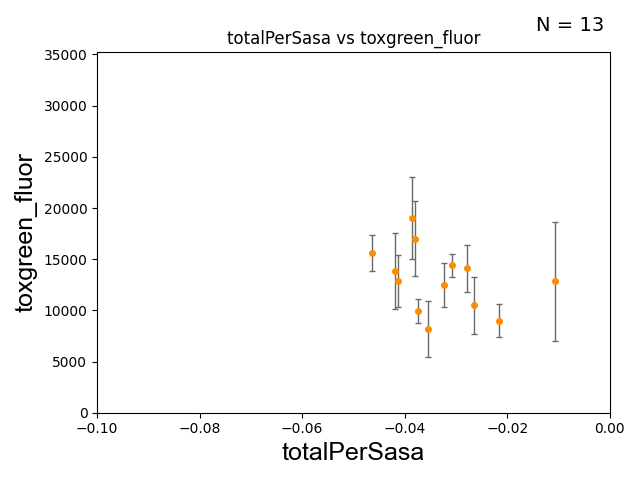 N = 13
totalPerSasa vs toxgreen_fluor
35000
30000
25000
20000
15000
10000
5000
0
toxgreen_fluor
−0.10 −0.08 −0.06 −0.04 −0.02 0.00
totalPerSasa